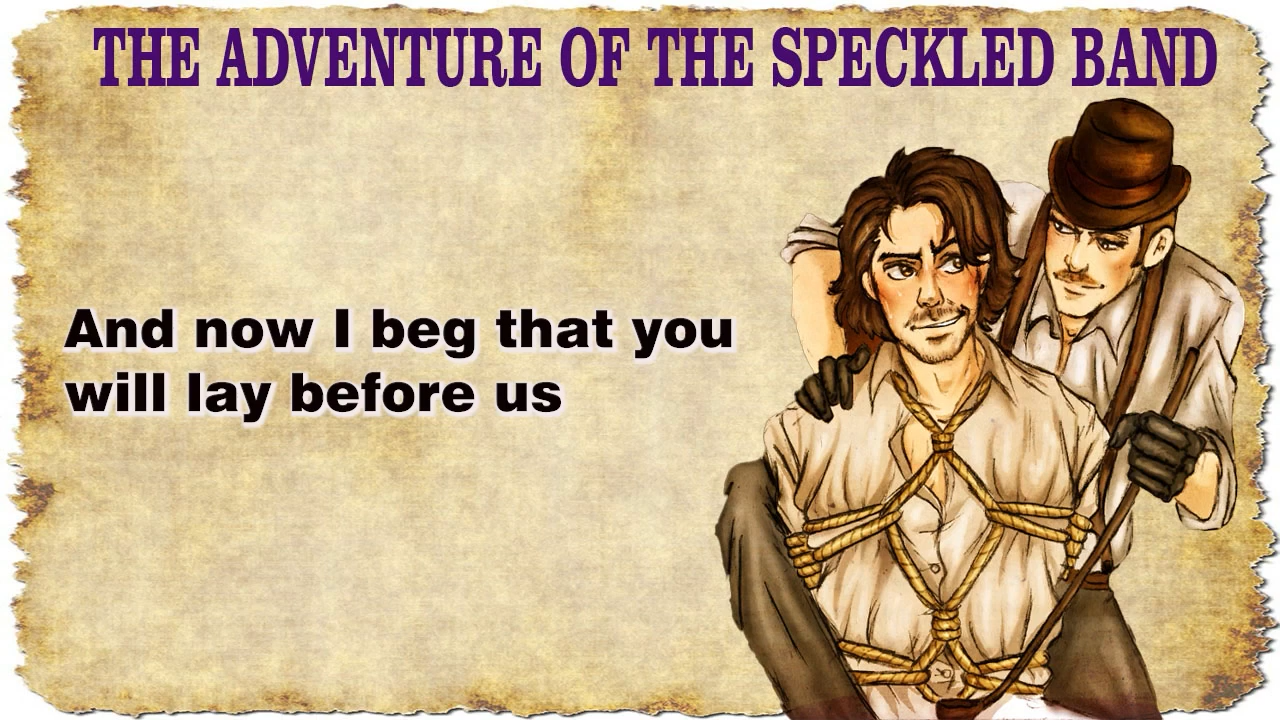 THE ADVENTURE OF THE SPECKLED BAND
And now I beg that you
will lay before us